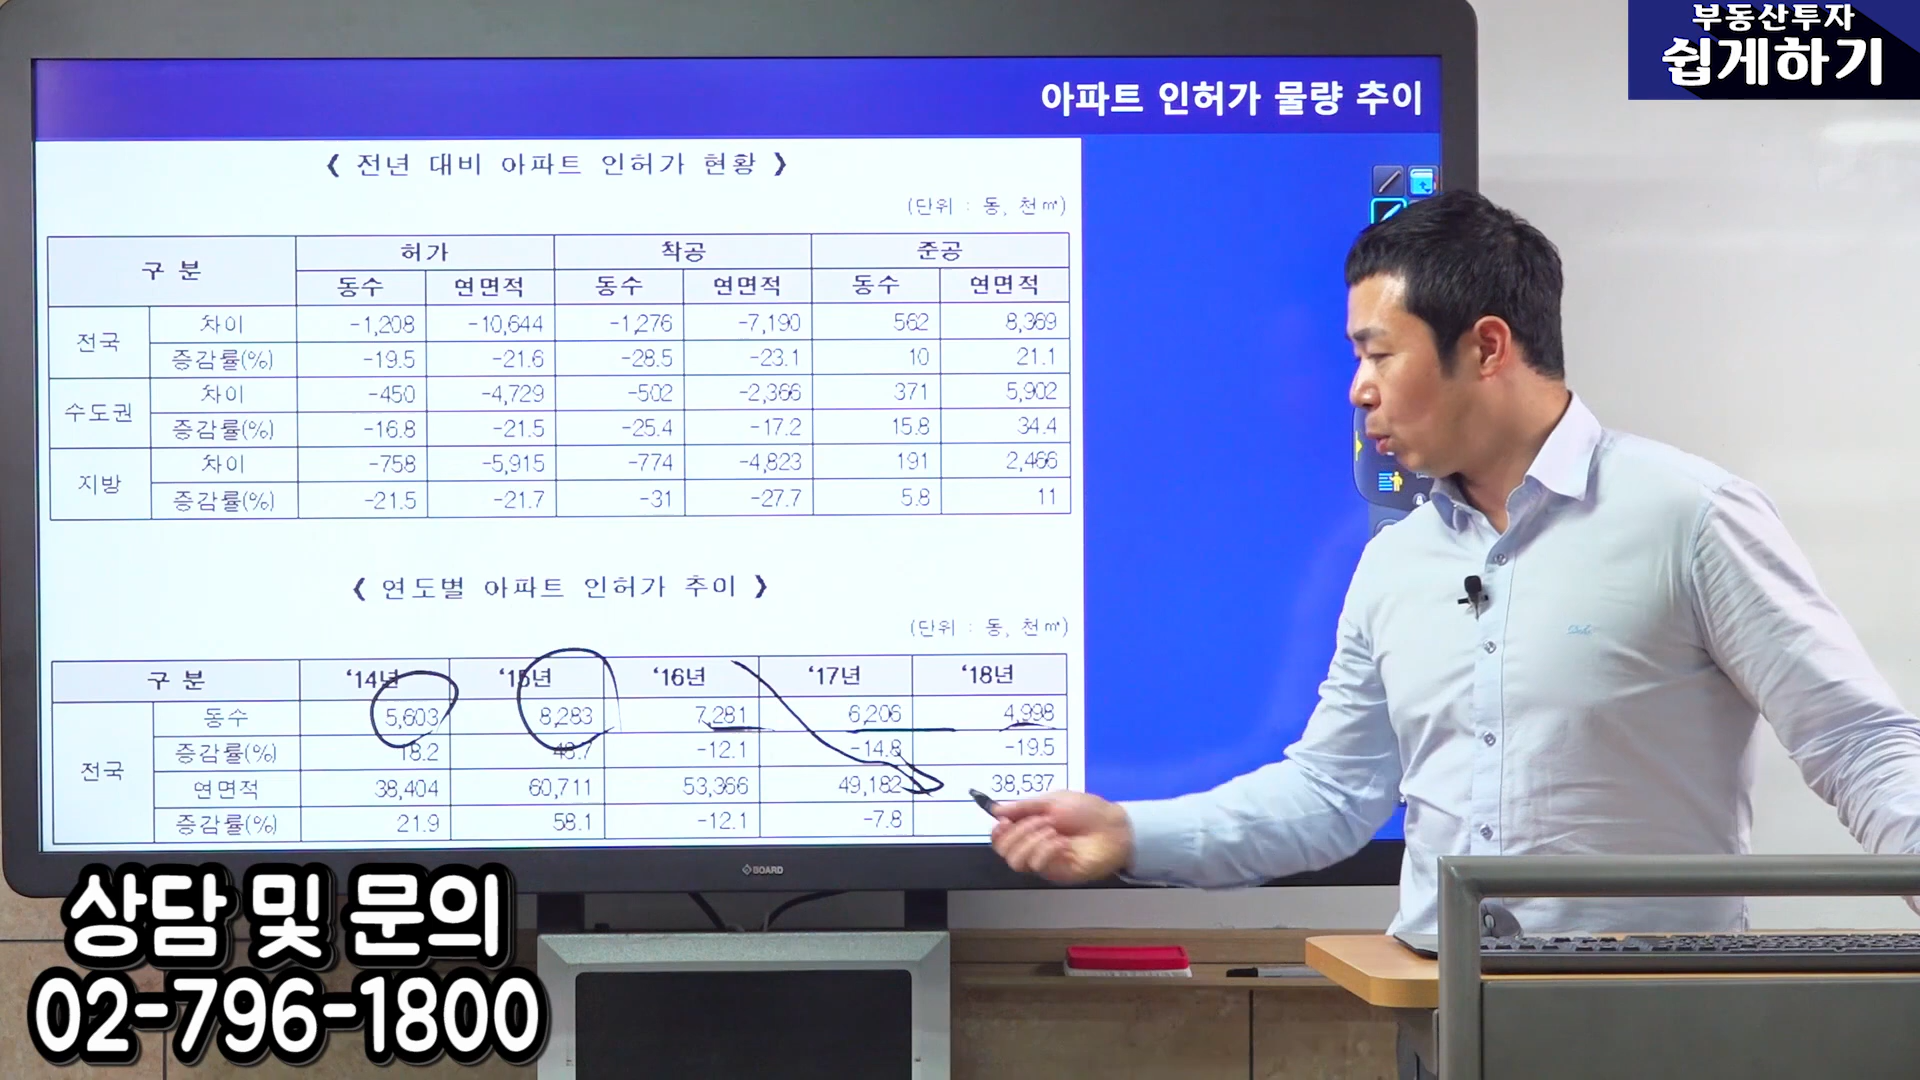 부동산투자
쉽게하기
아파트 인허가 물량 추이
《 전년 대비 아파트 인허가 현황 》
(단위 : 동, 천㎡)
구 분 허가 착공 준공
동수 연면적 동수 연면적 동수 연면적
전국 차이 -1,208 -10,644 -1,276 -7,190 562 8,369
증감률(%) -19.5 -21.6 -28.5 -23.1 10 21.1
수도권 차이 -450 -4,729 -502 -2,366 371 5,902
증감률(%) -16.8 -21.5 -25.4 -17.2 15.8 34.4
지방 차이 -758 -5,915 -774 -4,823 191 2,466
증감률(%) -21.5 -21.7 -31 -27.7 5.8 11
《 연도별 아파트 인허가 추이 》
(단위 : 동, 천㎡)
구 분 ‘14년 ‘15년 ‘16년 ‘17년 ‘18년
전국 동수 5,603 8,283 7,281 6,206 4,998
증감률(%) 18.2 48.7 -12.1 -14.8 -19.5
연면적 38,404 60,711 53,366 49,182 38,537
증감률(%) 21.9 58.1 -12.1 -7.8
BOARD
상담 및 문의
02-796-1800